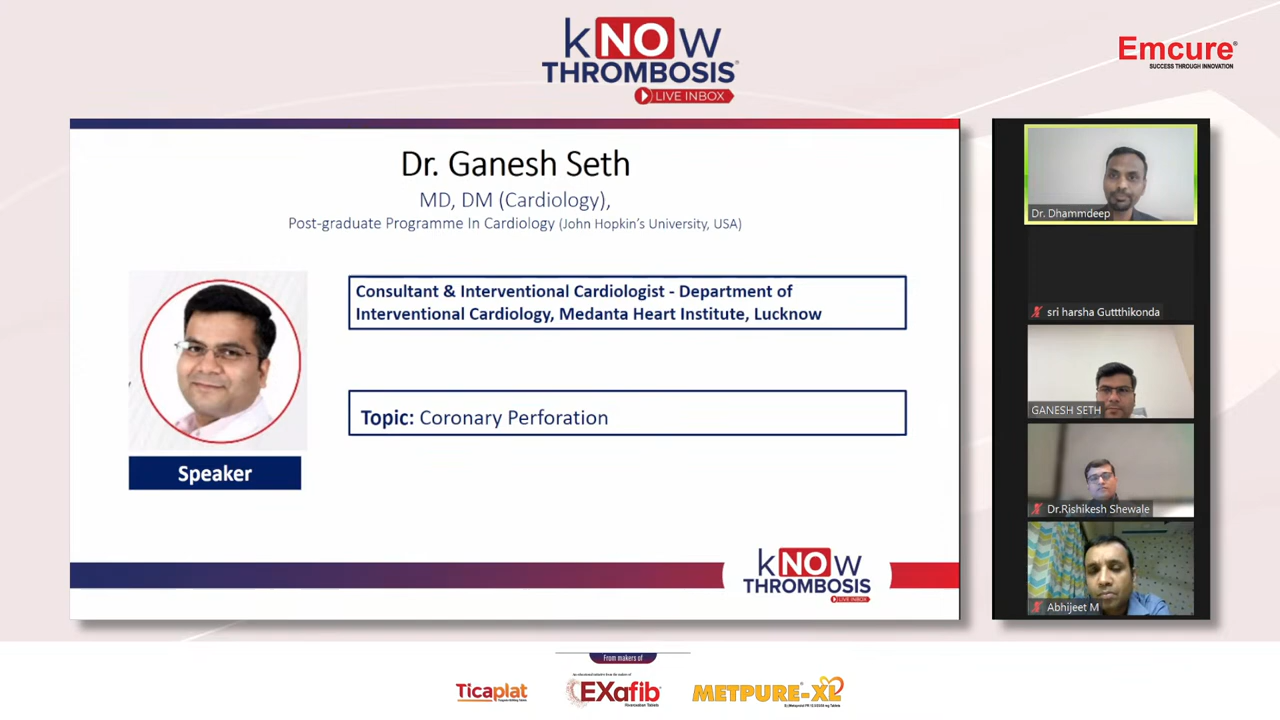 kNOw
THROMBOSIS
LIVE INBOX
Emcure®
SUCCESS THROUGH INNOVATION
Dr. Ganesh Seth
MD, DM (Cardiology),
Post-graduate Programme In Cardiology (John Hopkin's University, USA)
Consultant & Interventional Cardiologist - Department of
Interventional Cardiology, Medanta Heart Institute, Lucknow
Topic: Coronary Perforation
Speaker
kNOw
THROMBOSIS
LIVE INBOX
Dr. Dhammdeep
sri harsha Guttthikonda
GANESH SETH
Dr.Rishikesh Shewale
Abhijeet M
From makers of
Ticaplat
EXafib
METPURE-XL